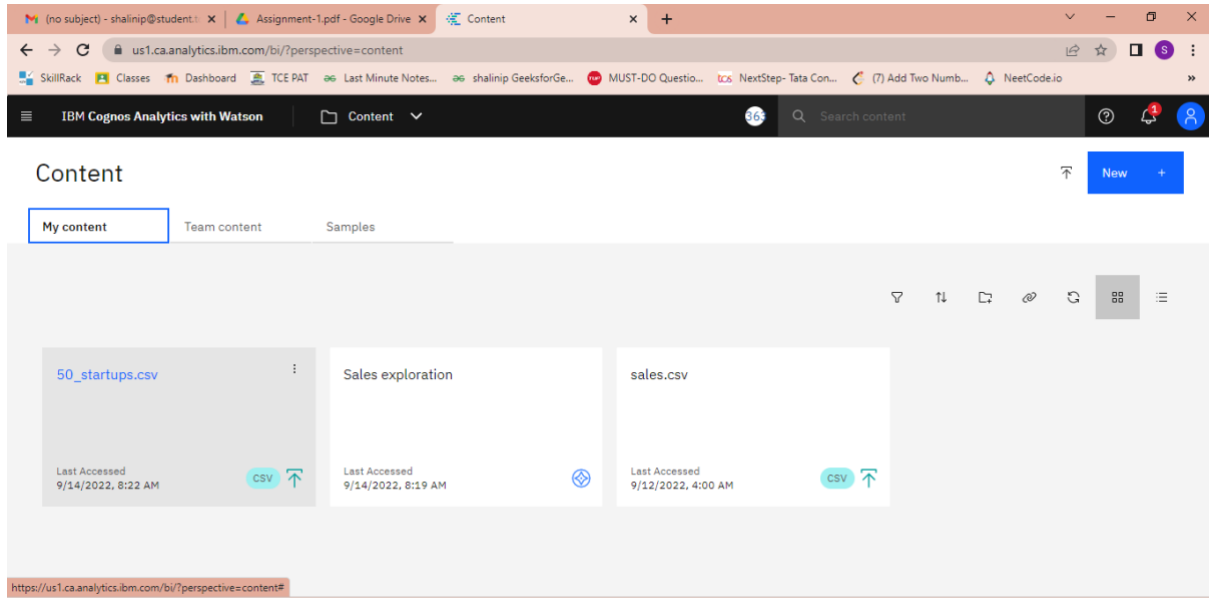 (no subject) - shalinip@student.t
Assignment-1.pdf - Google Drive
Content
us1.ca.analytics.ibm.com/bi/?perspective=content
S
SkillRack Classes Dashboard TCE PAT Last Minute Notes... shalinip GeeksforGe... MUST-DO Questio... NextStep- Tata Con... (7) Add Two Numb... NeetCode.io »
IBM Cognos Analytics with Watson Content Search content 1
Content
New +
My content Team content Samples
50_startups.csv
Last Accessed
9/14/2022, 8:22 AM
CSV
Sales exploration
Last Accessed
9/14/2022, 8:19 AM
sales.csv
Last Accessed
9/12/2022, 4:00 AM
CSV
https://us1.ca.analytics.ibm.com/bi/?perspective=content#